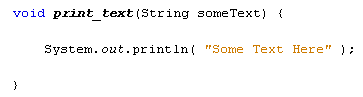 void print_text(String someText) {
System.out.println( "Some Text Here" );
}